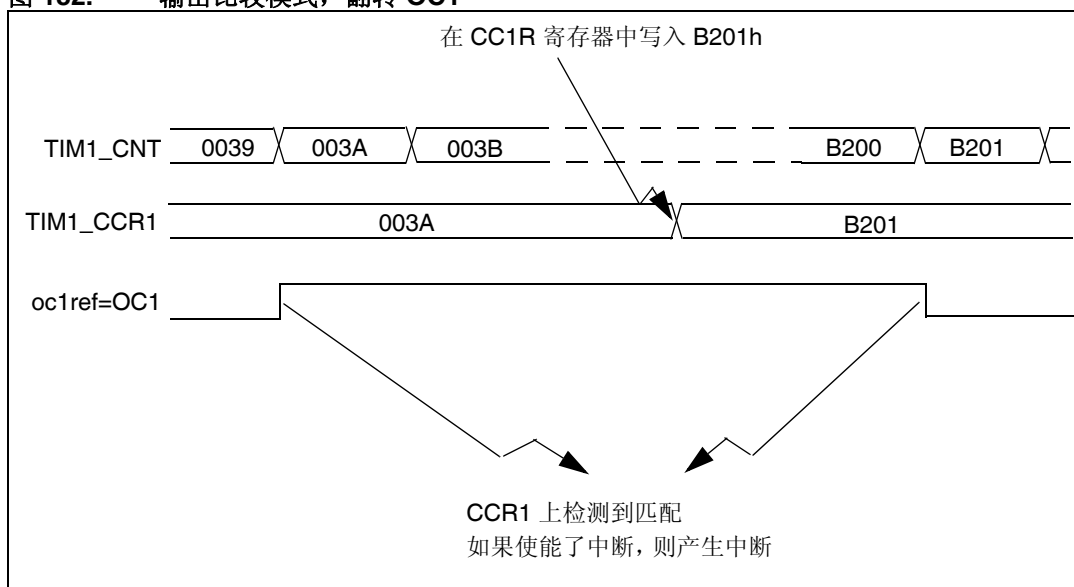 在 CC1R 寄存器中写入 B201h
TIM1_CNT 0039 003A 003B B200 B201
TIM1_CCR1 003A B201
oc1ref=OC1
CCR1 上检测到匹配
如果使能了中断，则产生中断